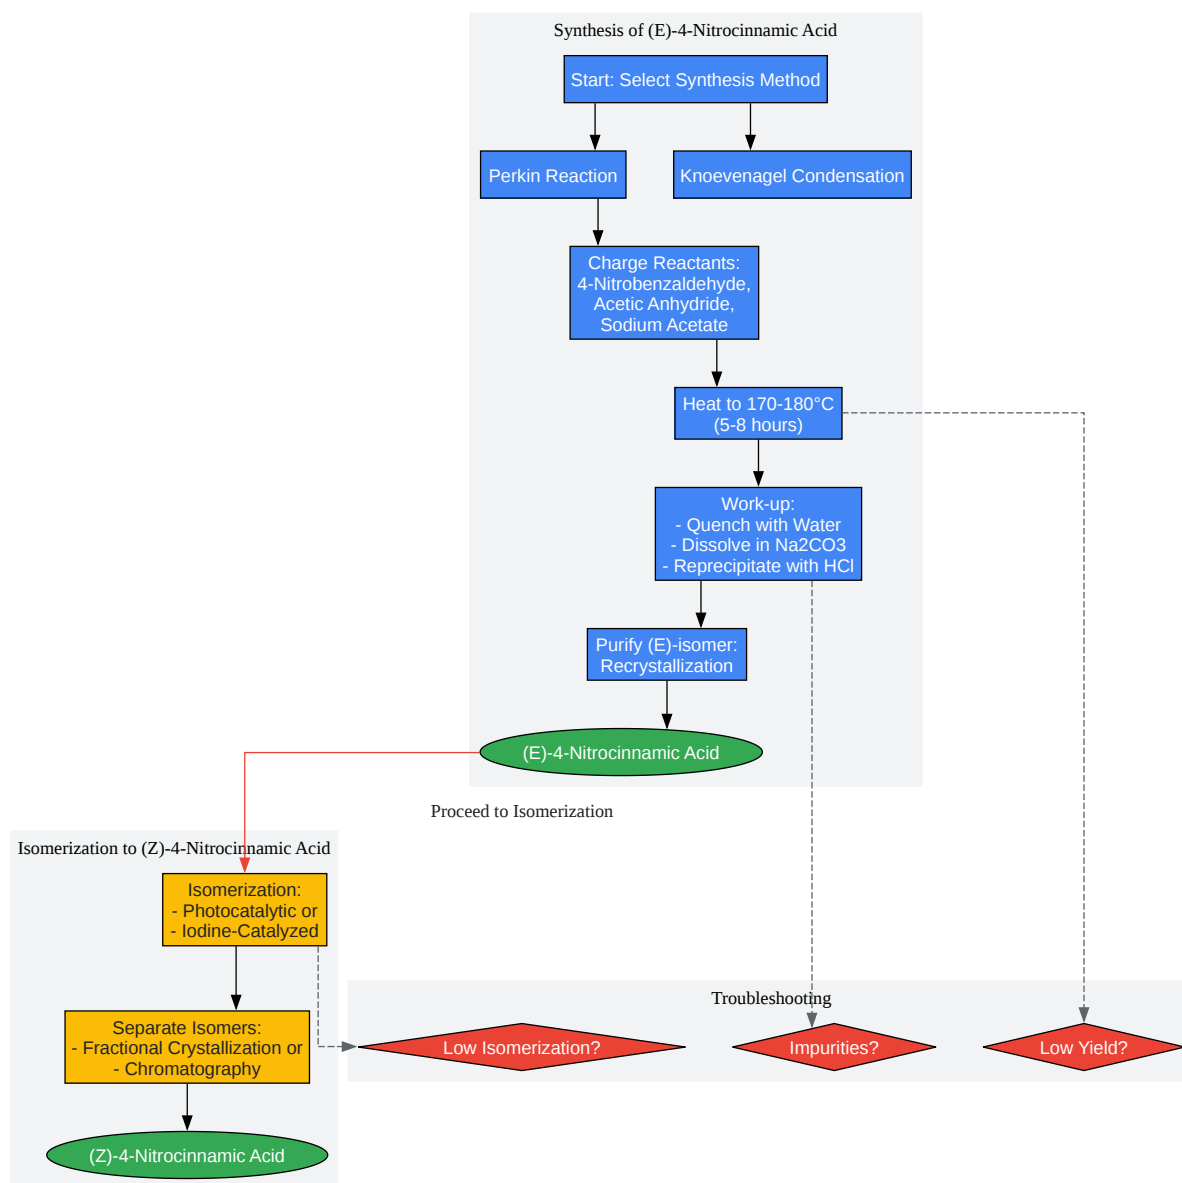 Synthesis of (E)-4-Nitrocinnamic Acid
Start: Select Synthesis Method
Perkin Reaction
Knoevenagel Condensation
Charge Reactants:
4-Nitrobenzaldehyde,
Acetic Anhydride,
Sodium Acetate
Heat to 170-180°C
(5-8 hours)
Work-up:
- Quench with Water
- Dissolve in Na2CO3
- Reprecipitate with HCl
Purify (E)-isomer:
Recrystallization
(E)-4-Nitrocinnamic Acid
Proceed to Isomerization
Isomerization to (Z)-4-Nitrocinnamic Acid
Isomerization:
- Photocatalytic or
- Iodine-Catalyzed
Separate Isomers:
- Fractional Crystallization or
- Chromatography
(Z)-4-Nitrocinnamic Acid
Troubleshooting
Low Isomerization?
Impurities?
Low Yield?